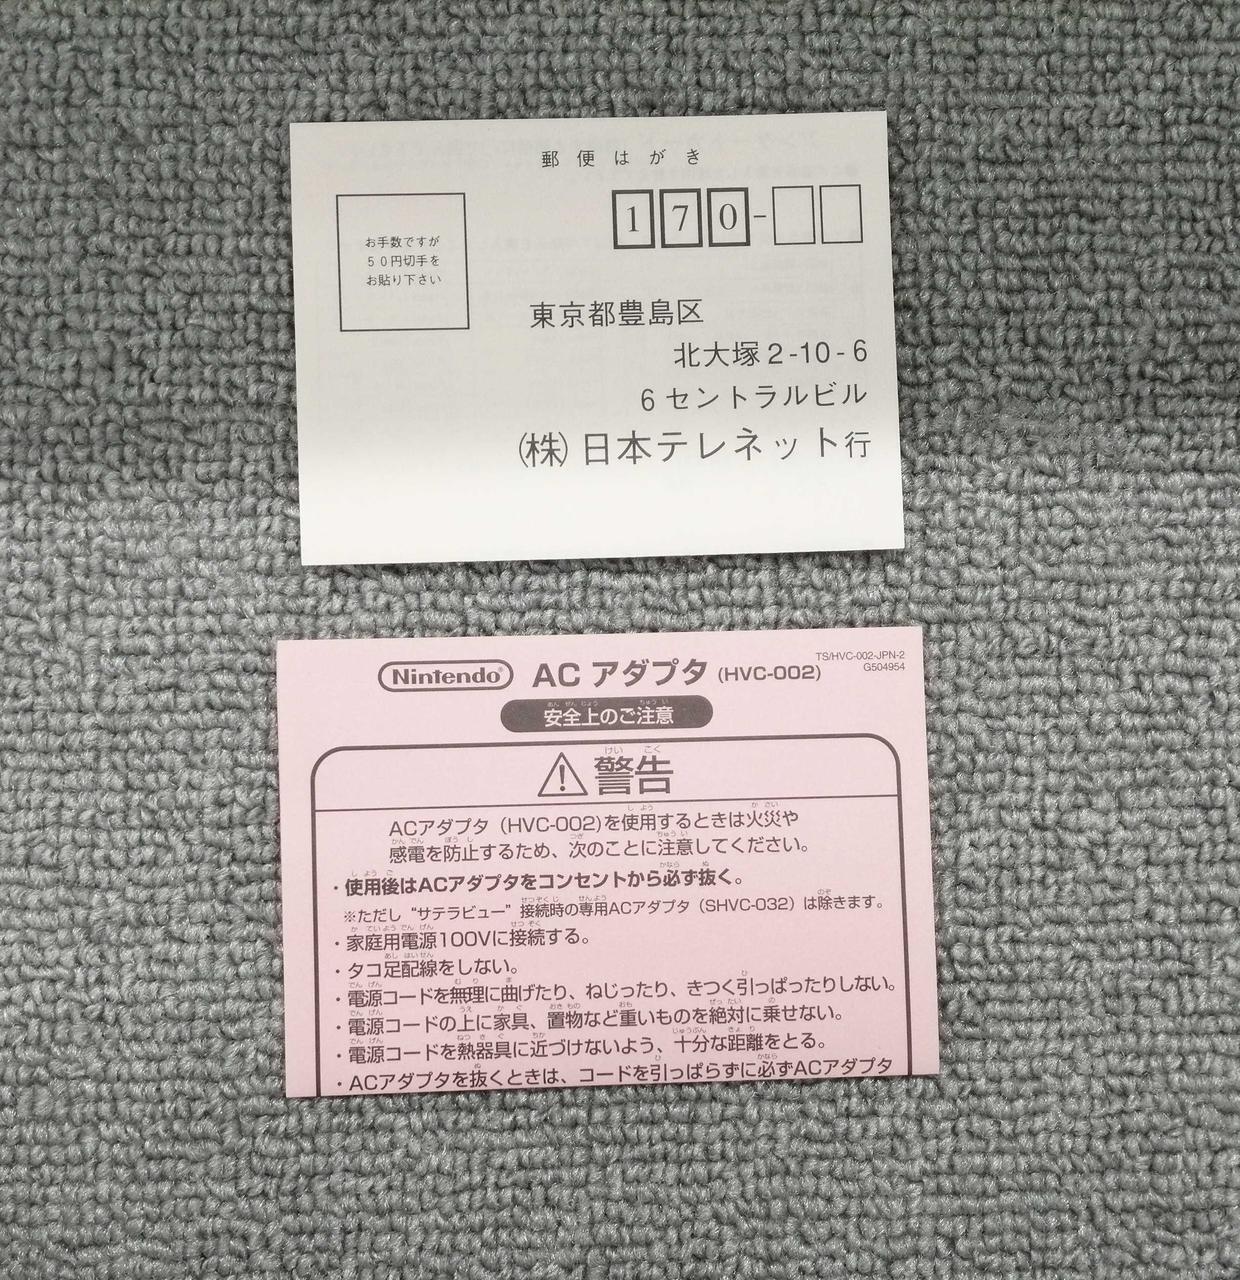 郵便はがき
170-
お手数ですが
50円切手を
お貼り下さい
東京都豊島区
北大塚2-10-6
6セントラルビル
(株)日本テレネット行
Nintendo® ACアダプタ(HVC-002)
TS/HVC-002-JPN-2
G504954
安全上のご注意
警告
ACアダプタ(HVC-002)を使用するときは火災や
感電を防止するため、次のことに注意してください。
・使用後はACアダプタをコンセントから必ず抜く。
※ただし“サテラビュー”接続時の専用ACアダプタ(SHVC-032)は除きます。
・家庭用電源100Vに接続する。
・タコ足配線をしない。
・電源コードを無理に曲げたり、ねじったり、きつく引っぱったりしない。
・電源コードの上に家具、置物など重いものを絶対に乗せない。
・電源コードを熱器具に近づけないよう、十分な距離をとる。
・ACアダプタを抜くときは、コードを引っぱらずに必ずACアダプタ